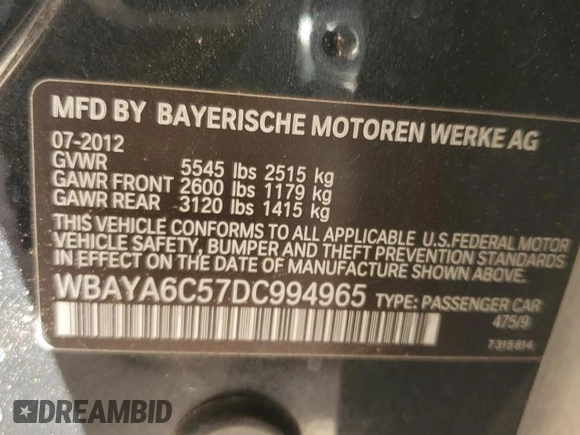 MFD BY BAYERISCHE MOTOREN WERKE AG
07-2012
GVWR 5545 lbs 2515 kg
GAWR FRONT 2600 lbs 1179 kg
GAWR REAR 3120 lbs 1415 kg
THIS VEHICLE CONFORMS TO ALL APPLICABLE U.S.FEDERAL MOTOR
VEHICLE SAFETY, BUMPER AND THEFT PREVENTION STANDARDS
IN EFFECT ON THE DATE OF MANUFACTURE SHOWN ABOVE.
WBAYA6C57DC994965 TYPE: PASSENGER CAR
475/9
7 315 814
DREAMBID